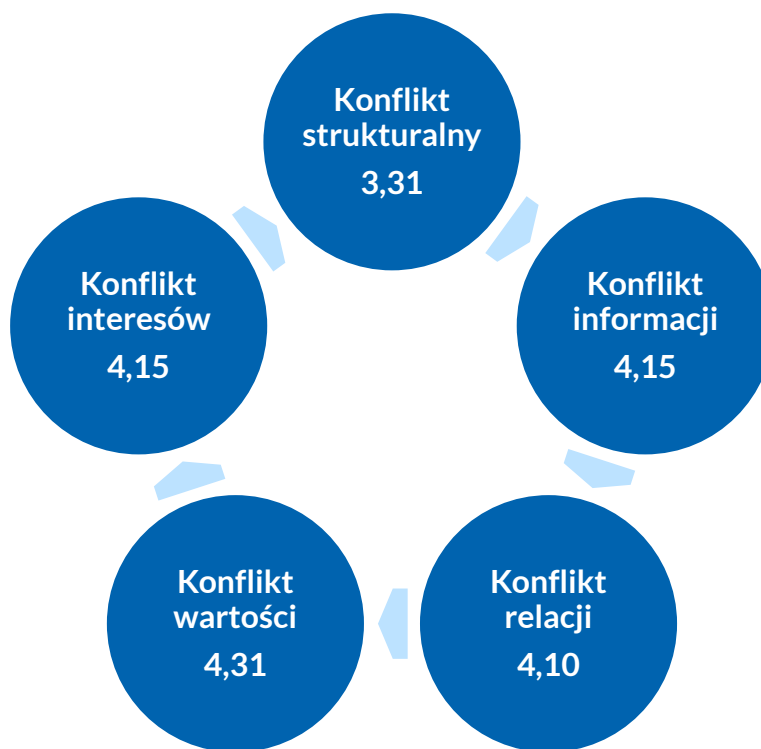 Konflikt
strukturalny
3,31
Konflikt
informacji
4,15
Konflikt
relacji
4,10
Konflikt
wartości
4,31
Konflikt
interesów
4,15